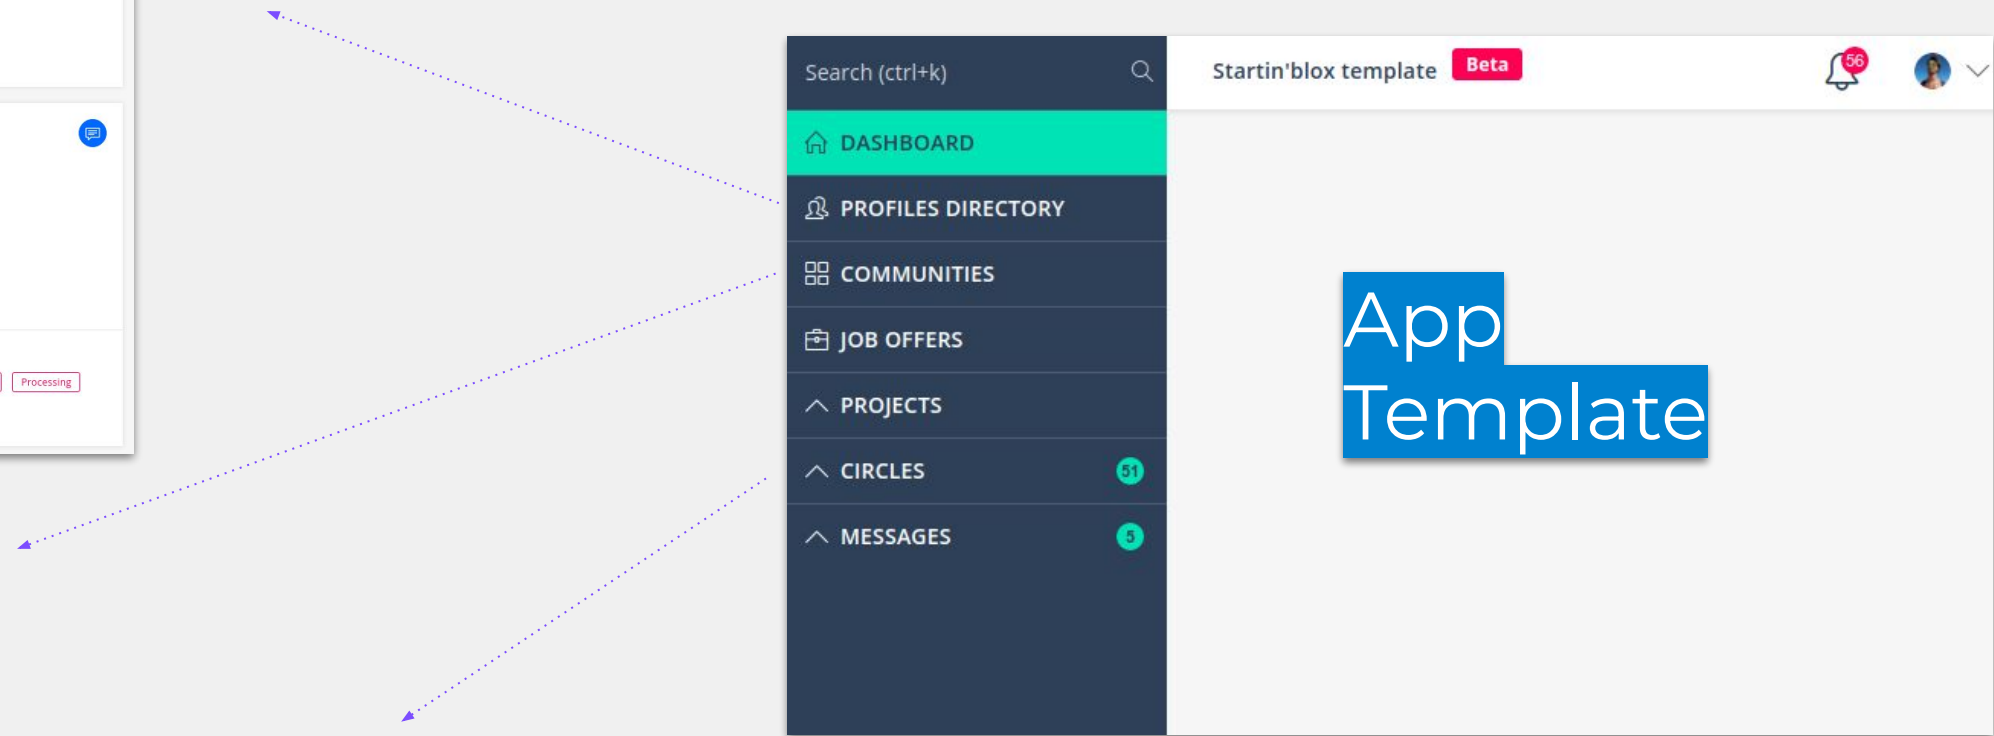 Processing
Search (ctrl+k)
DASHBOARD
PROFILES DIRECTORY
COMMUNITIES
JOB OFFERS
PROJECTS
CIRCLES 51
MESSAGES 5
Startin'blox template Beta 56
App
Template